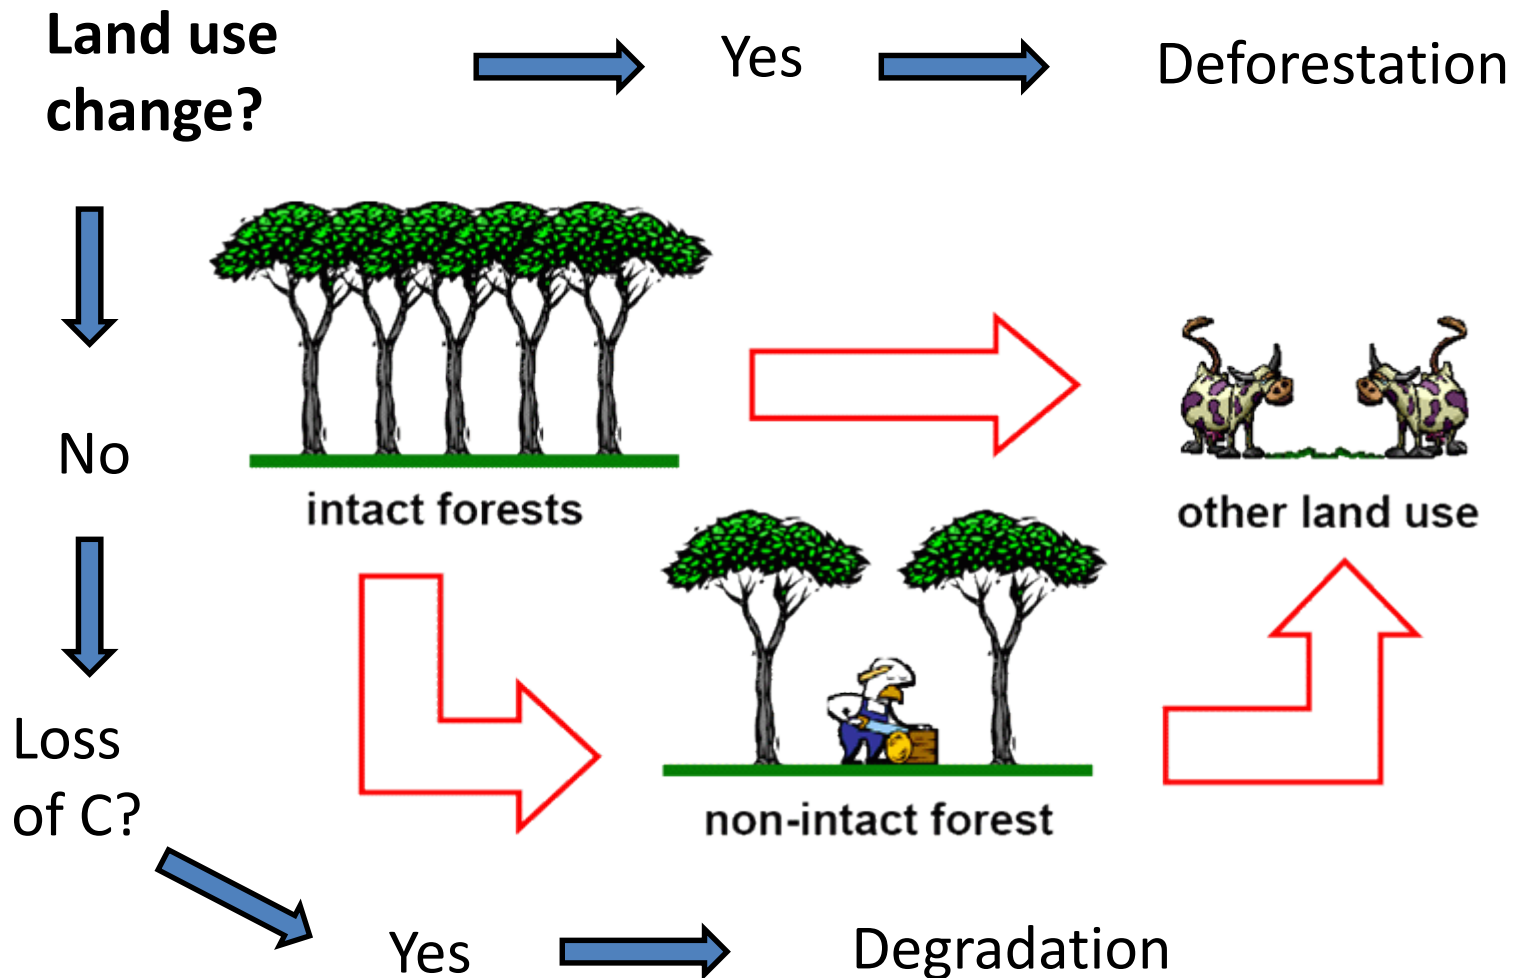 Land use
change?
Yes
Deforestation
No
intact forests
other land use
Loss
of C?
non-intact forest
Yes
Degradation